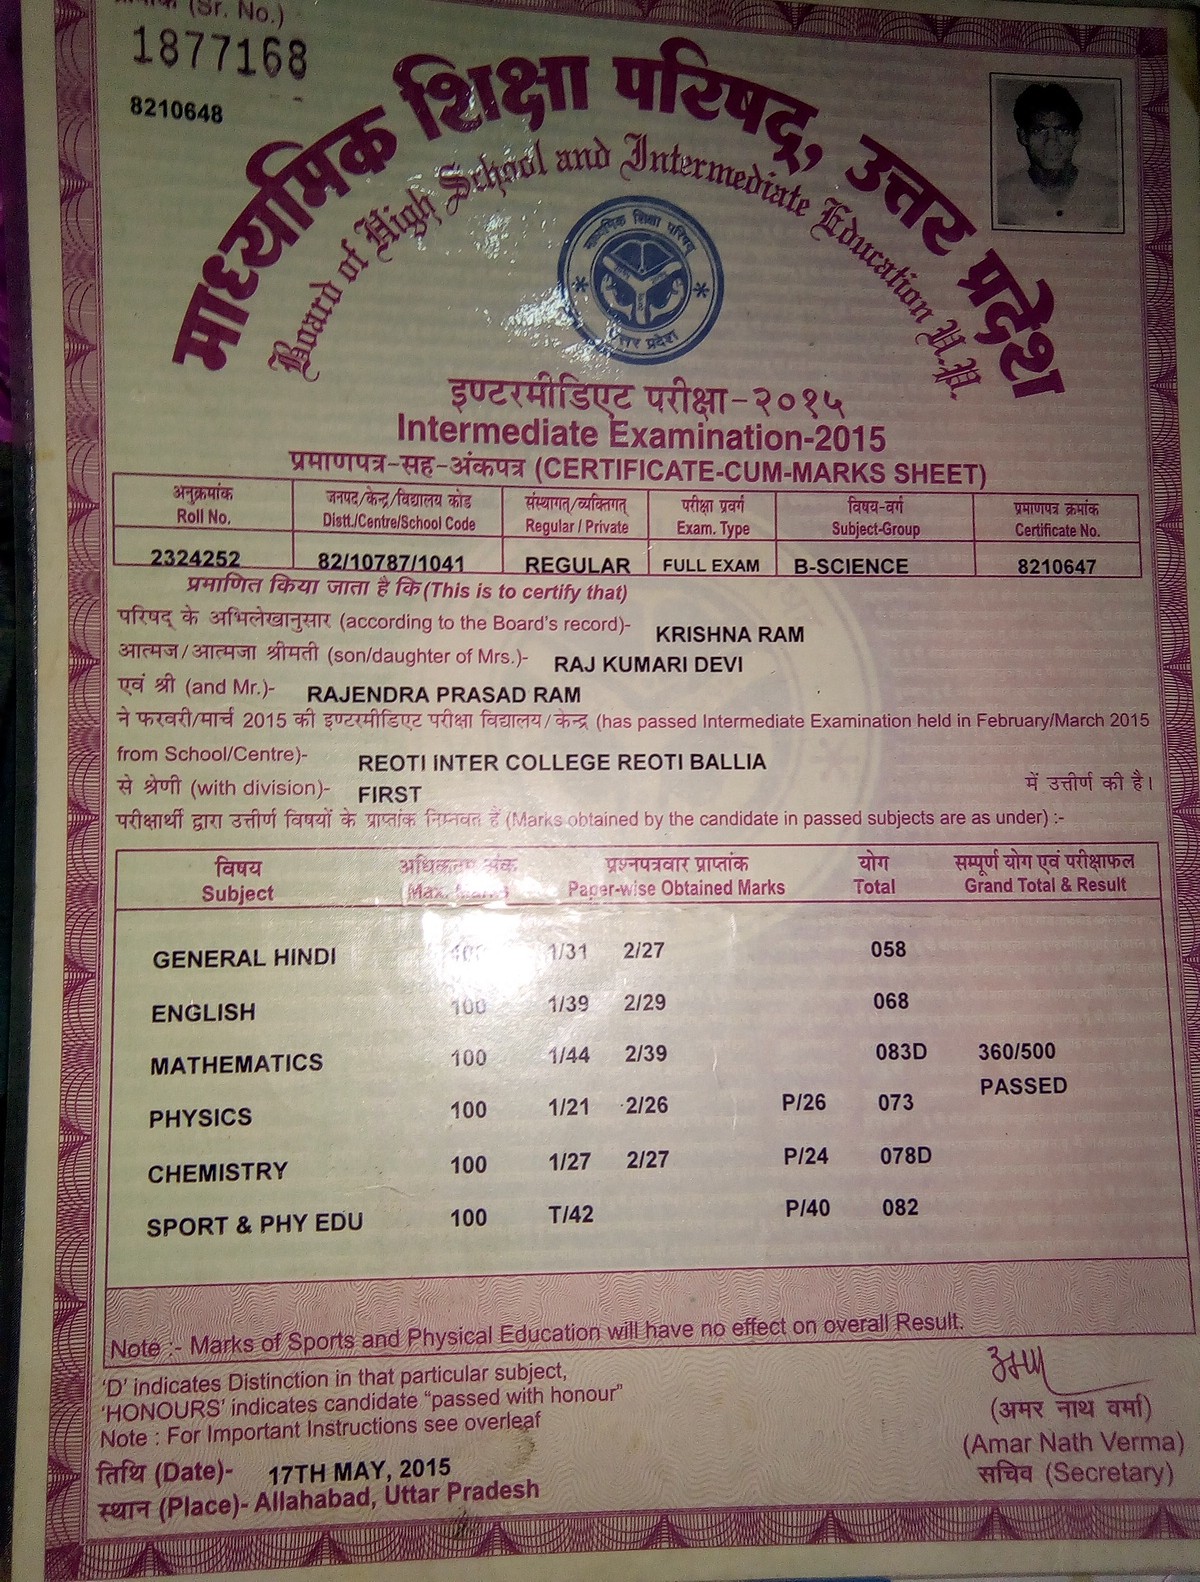 (Sr. No.)
1877168
8210648
माध्यमिक शिक्षा परिषद्, उत्तर प्रदेश
Board of High School and Intermediate Education U.P.
माध्यमिक शिक्षा परिषद्
उत्तर प्रदेश
इण्टरमीडिएट परीक्षा-२०१५
Intermediate Examination-2015
प्रमाणपत्र-सह-अंकपत्र (CERTIFICATE-CUM-MARKS SHEET)
अनुक्रमांक जनपद/केन्द्र/विद्यालय कोड संस्थागत/व्यक्तिगत परीक्षा प्रवर्ग विषय-वर्ग प्रमाणपत्र क्रमांक
Roll No. Distt./Centre/School Code Regular / Private Exam. Type Subject-Group Certificate No.
2324252 82/10787/1041 REGULAR FULL EXAM B-SCIENCE 8210647
प्रमाणित किया जाता है कि (This is to certify that)
परिषद् के अभिलेखानुसार (according to the Board's record)- KRISHNA RAM
आत्मज/आत्मजा श्रीमती (son/daughter of Mrs.)- RAJ KUMARI DEVI
एवं श्री (and Mr.)- RAJENDRA PRASAD RAM
ने फरवरी/मार्च 2015 की इण्टरमीडिएट परीक्षा विद्यालय/केन्द्र (has passed Intermediate Examination held in February/March 2015
from School/Centre)- REOTI INTER COLLEGE REOTI BALLIA
से श्रेणी (with division)- FIRST में उत्तीर्ण की है।
परीक्षार्थी द्वारा उत्तीर्ण विषयों के प्राप्तांक निम्नवत हैं (Marks obtained by the candidate in passed subjects are as under) :-
विषय अधिकतम अंक प्रश्नपत्रवार प्राप्तांक योग सम्पूर्ण योग एवं परीक्षाफल
Subject Max. Marks Paper-wise Obtained Marks Total Grand Total & Result
GENERAL HINDI 100 1/31 2/27 058
ENGLISH 100 1/39 2/29 068
MATHEMATICS 100 1/44 2/39 083D 360/500
PASSED
PHYSICS 100 1/21 2/26 P/26 073
CHEMISTRY 100 1/27 2/27 P/24 078D
SPORT & PHY EDU 100 T/42 P/40 082
Note :- Marks of Sports and Physical Education will have no effect on overall Result.
'D' indicates Distinction in that particular subject,
'HONOURS' indicates candidate "passed with honour"
Note : For Important Instructions see overleaf
(अमर नाथ वर्मा)
(Amar Nath Verma)
सचिव (Secretary)
तिथि (Date)- 17TH MAY, 2015
स्थान (Place)- Allahabad, Uttar Pradesh